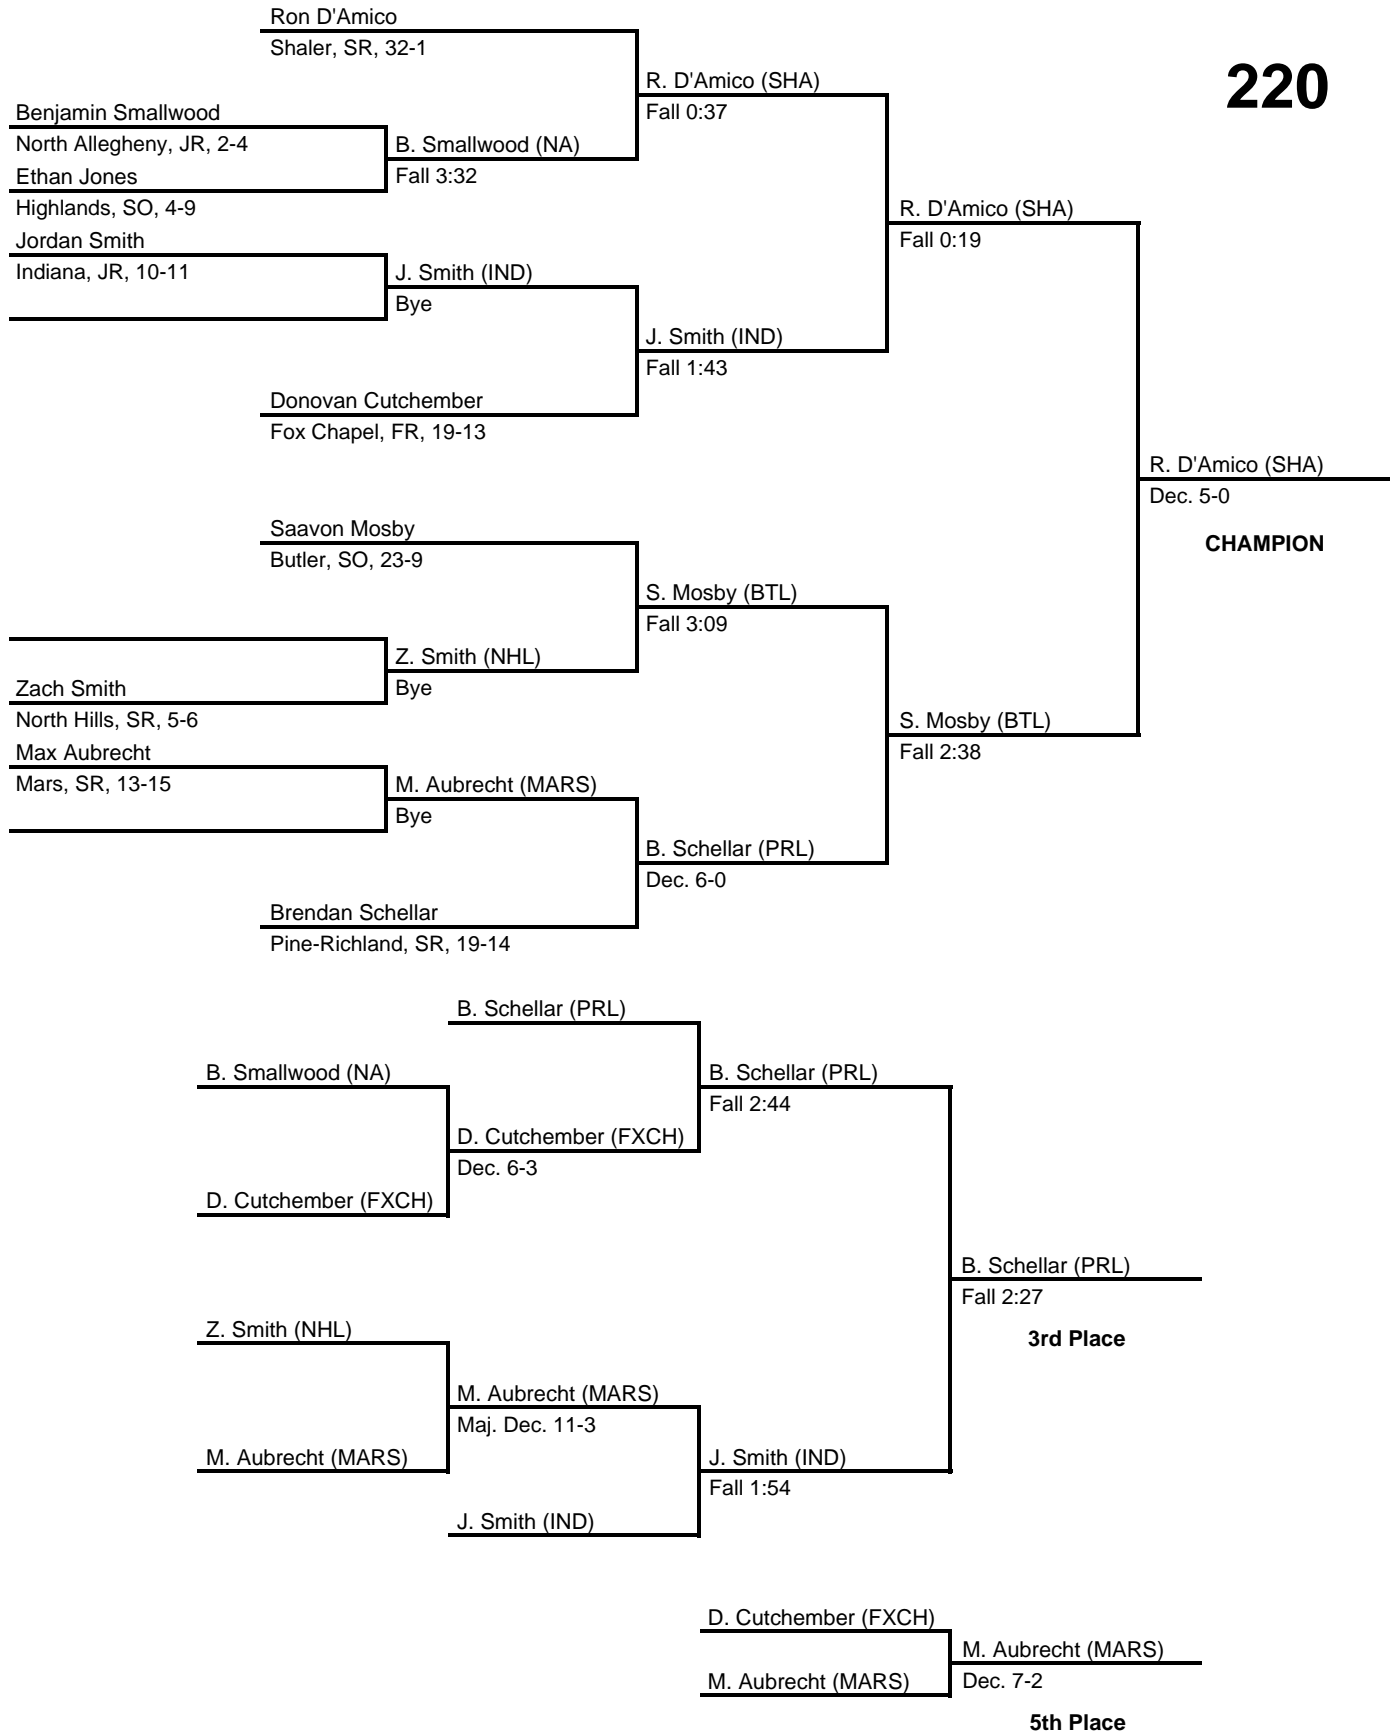 Ron D'Amico
Shaler, SR, 32-1
220
R. D'Amico (SHA)
Fall 0:37
Benjamin Smallwood
North Allegheny, JR, 2-4
B. Smallwood (NA)
Fall 3:32
Ethan Jones
Highlands, SO, 4-9
R. D'Amico (SHA)
Fall 0:19
Jordan Smith
Indiana, JR, 10-11
J. Smith (IND)
Bye
J. Smith (IND)
Fall 1:43
Donovan Cutchember
Fox Chapel, FR, 19-13
R. D'Amico (SHA)
Dec. 5-0
CHAMPION
Saavon Mosby
Butler, SO, 23-9
S. Mosby (BTL)
Fall 3:09
Z. Smith (NHL)
Bye
Zach Smith
North Hills, SR, 5-6
S. Mosby (BTL)
Fall 2:38
Max Aubrecht
Mars, SR, 13-15
M. Aubrecht (MARS)
Bye
B. Schellar (PRL)
Dec. 6-0
Brendan Schellar
Pine-Richland, SR, 19-14
B. Schellar (PRL)
B. Smallwood (NA)
B. Schellar (PRL)
Fall 2:44
D. Cutchember (FXCH)
Dec. 6-3
D. Cutchember (FXCH)
B. Schellar (PRL)
Fall 2:27
3rd Place
Z. Smith (NHL)
M. Aubrecht (MARS)
Maj. Dec. 11-3
M. Aubrecht (MARS)
J. Smith (IND)
Fall 1:54
J. Smith (IND)
D. Cutchember (FXCH)
M. Aubrecht (MARS)
Dec. 7-2
M. Aubrecht (MARS)
5th Place